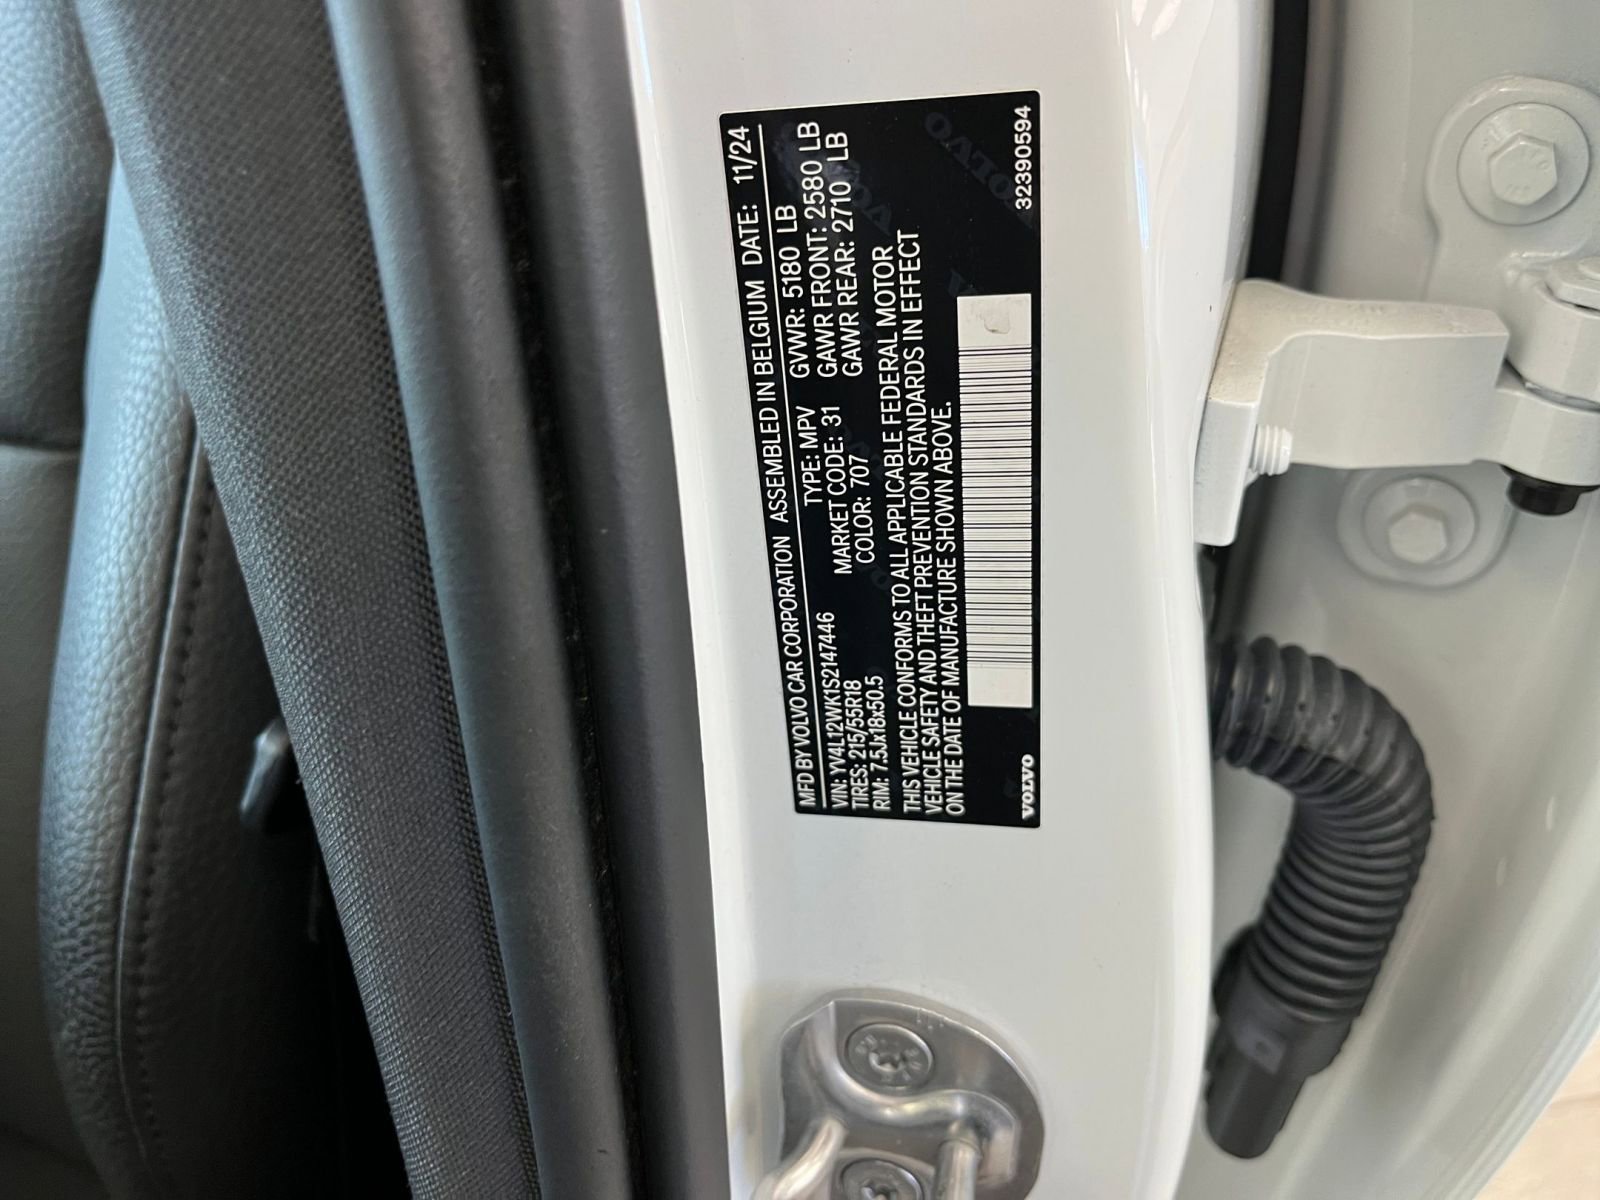 MFD BY VOLVO CAR CORPORATION ASSEMBLED IN BELGIUM DATE: 11/24
VIN: YV4L12WK1S2147446 TYPE: MPV GVWR: 5180 LB
TIRES: 215/55R18 MARKET CODE: 31 GAWR FRONT: 2580 LB
RIM: 7.5Jx18x50.5 COLOR: 707 GAWR REAR: 2710 LB
THIS VEHICLE CONFORMS TO ALL APPLICABLE FEDERAL MOTOR
VEHICLE SAFETY AND THEFT PREVENTION STANDARDS IN EFFECT
ON THE DATE OF MANUFACTURE SHOWN ABOVE.
VOLVO 32390594